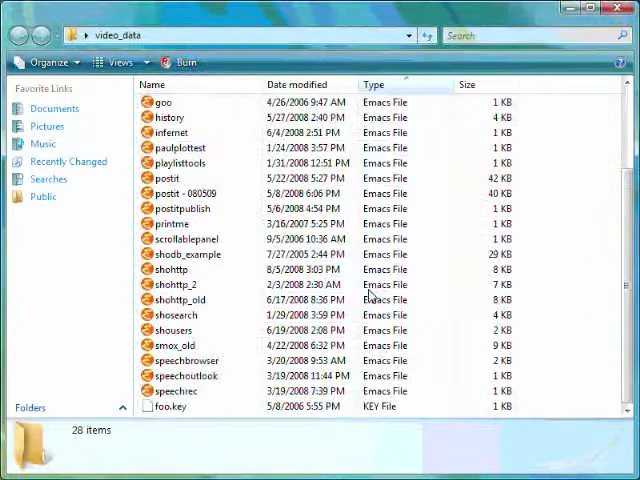 video_data
Search
Organize Views Burn
Favorite Links
Documents
Pictures
Music
Recently Changed
Searches
Public
Folders
Name Date modified Type Size
goo 4/26/2006 9:47 AM Emacs File 1 KB
history 5/27/2008 2:40 PM Emacs File 4 KB
infernet 6/4/2008 2:51 PM Emacs File 1 KB
paulplottest 1/24/2008 3:57 PM Emacs File 1 KB
playlisttools 1/31/2008 12:51 PM Emacs File 1 KB
postit 5/22/2008 5:27 PM Emacs File 42 KB
postit - 080509 5/8/2008 6:06 PM Emacs File 40 KB
postitpublish 5/6/2008 4:54 PM Emacs File 1 KB
printme 3/16/2007 5:25 PM Emacs File 1 KB
scrollablepanel 9/5/2006 10:36 AM Emacs File 1 KB
shodb_example 7/27/2005 2:44 PM Emacs File 29 KB
shohttp 8/5/2008 3:03 PM Emacs File 8 KB
shohttp_2 2/3/2008 2:30 AM Emacs File 7 KB
shohttp_old 6/17/2008 8:36 PM Emacs File 8 KB
shosearch 1/29/2008 3:59 PM Emacs File 4 KB
shousers 6/19/2008 2:08 PM Emacs File 2 KB
smox_old 4/22/2008 6:32 PM Emacs File 9 KB
speechbrowser 3/20/2008 9:53 AM Emacs File 2 KB
speechoutlook 3/19/2008 11:44 PM Emacs File 1 KB
speechrec 3/19/2008 7:39 PM Emacs File 1 KB
foo.key 5/8/2006 5:55 PM KEY File 1 KB
28 items